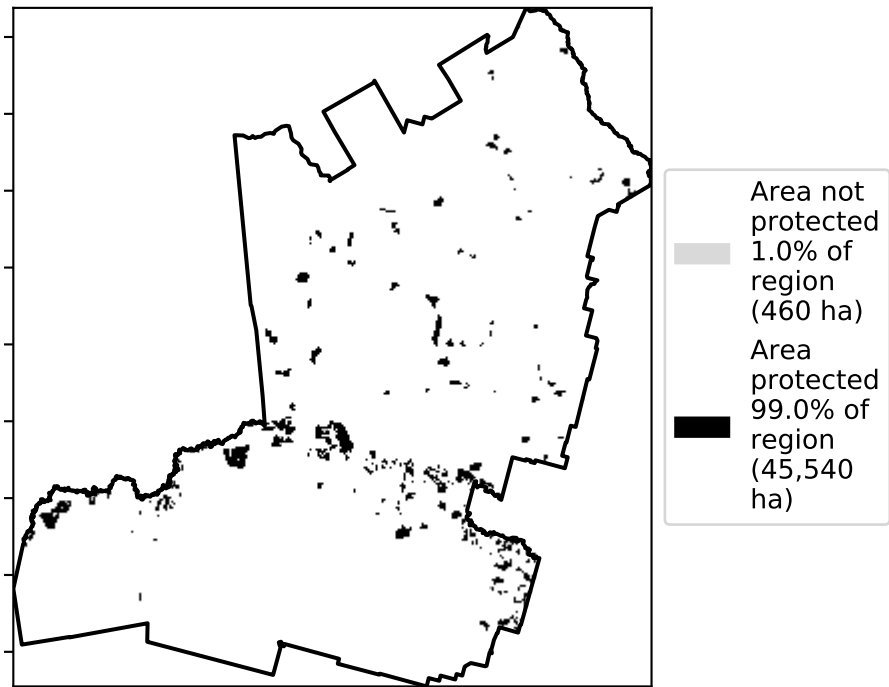 Area not
protected
1.0% of
region
(460 ha)
Area
protected
99.0% of
region
(45,540
ha)